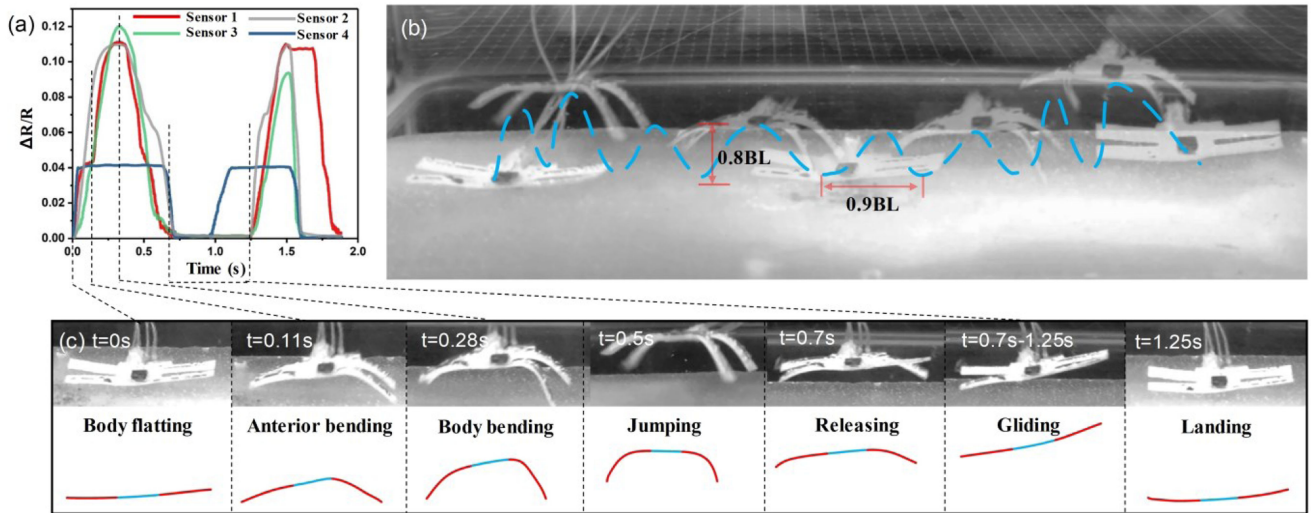 (a)
Sensor 1 Sensor 2
Sensor 3 Sensor 4
ΔR/R
0.12
0.10
0.08
0.06
0.04
0.02
0.00
0.0 0.5 1.0 1.5 2.0
Time (s)
(b)
0.8BL
0.9BL
(c) t=0s t=0.11s t=0.28s t=0.5s t=0.7s t=0.7s-1.25s t=1.25s
Body flatting Anterior bending Body bending Jumping Releasing Gliding Landing